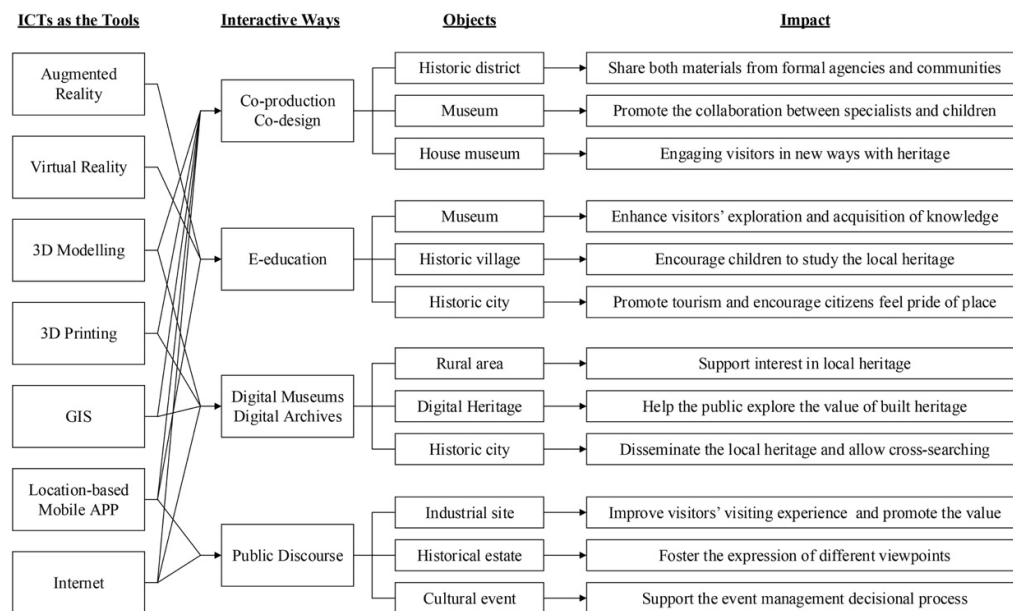 ICTs as the Tools
Interactive Ways
Objects
Impact
Augmented
Reality
Virtual Reality
3D Modelling
3D Printing
GIS
Location-based
Mobile APP
Internet
Co-production
Co-design
E-education
Digital Museums
Digital Archives
Public Discourse
Historic district
Share both materials from formal agencies and communities
Museum
Promote the collaboration between specialists and children
House museum
Engaging visitors in new ways with heritage
Museum
Enhance visitors’ exploration and acquisition of knowledge
Historic village
Encourage children to study the local heritage
Historic city
Promote tourism and encourage citizens feel pride of place
Rural area
Support interest in local heritage
Digital Heritage
Help the public explore the value of built heritage
Historic city
Disseminate the local heritage and allow cross-searching
Industrial site
Improve visitors’ visiting experience and promote the value
Historical estate
Foster the expression of different viewpoints
Cultural event
Support the event management decisional process